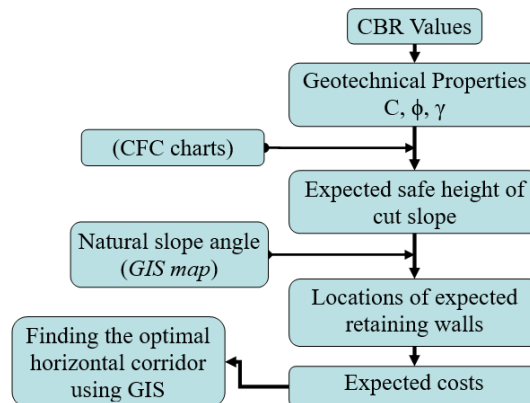 CBR Values
Geotechnical Properties
C, ϕ, γ
(CFC charts)
Expected safe height of
cut slope
Natural slope angle
(GIS map)
Locations of expected
retaining walls
Finding the optimal
horizontal corridor
using GIS
Expected costs